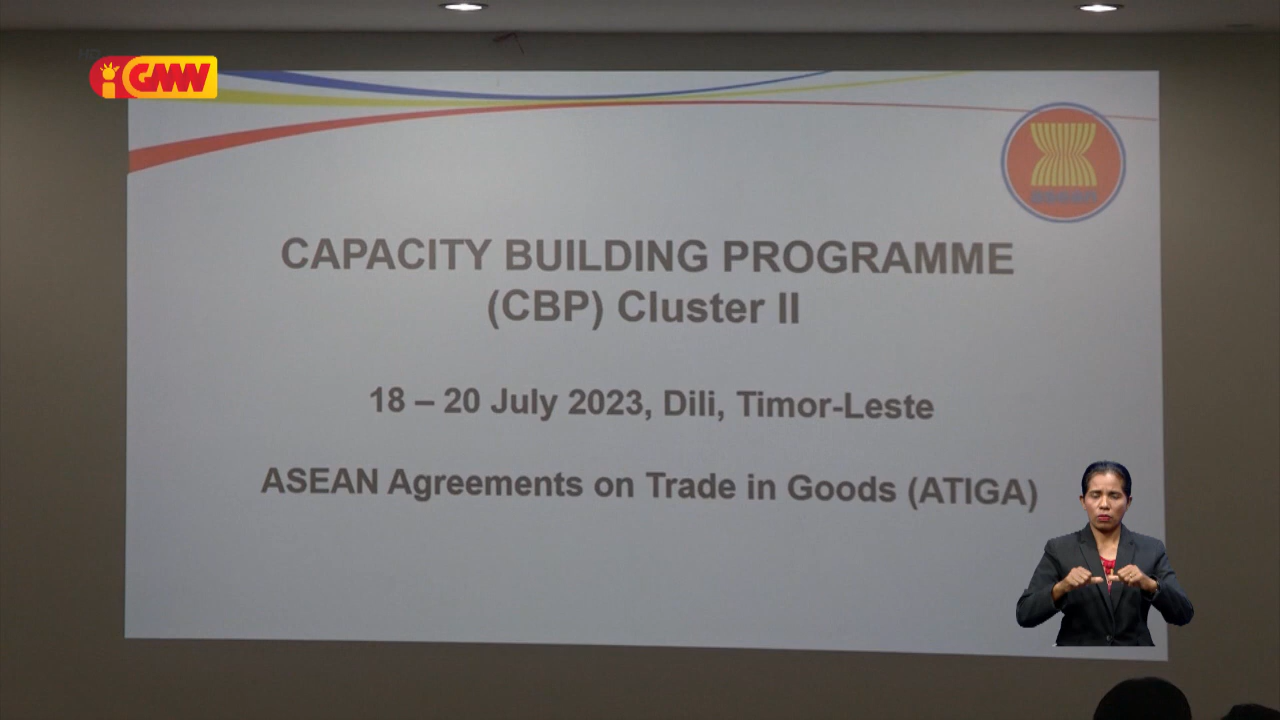 GMN
CAPACITY BUILDING PROGRAMME
(CBP) Cluster II
18 – 20 July 2023, Dili, Timor-Leste
ASEAN Agreements on Trade in Goods (ATIGA)